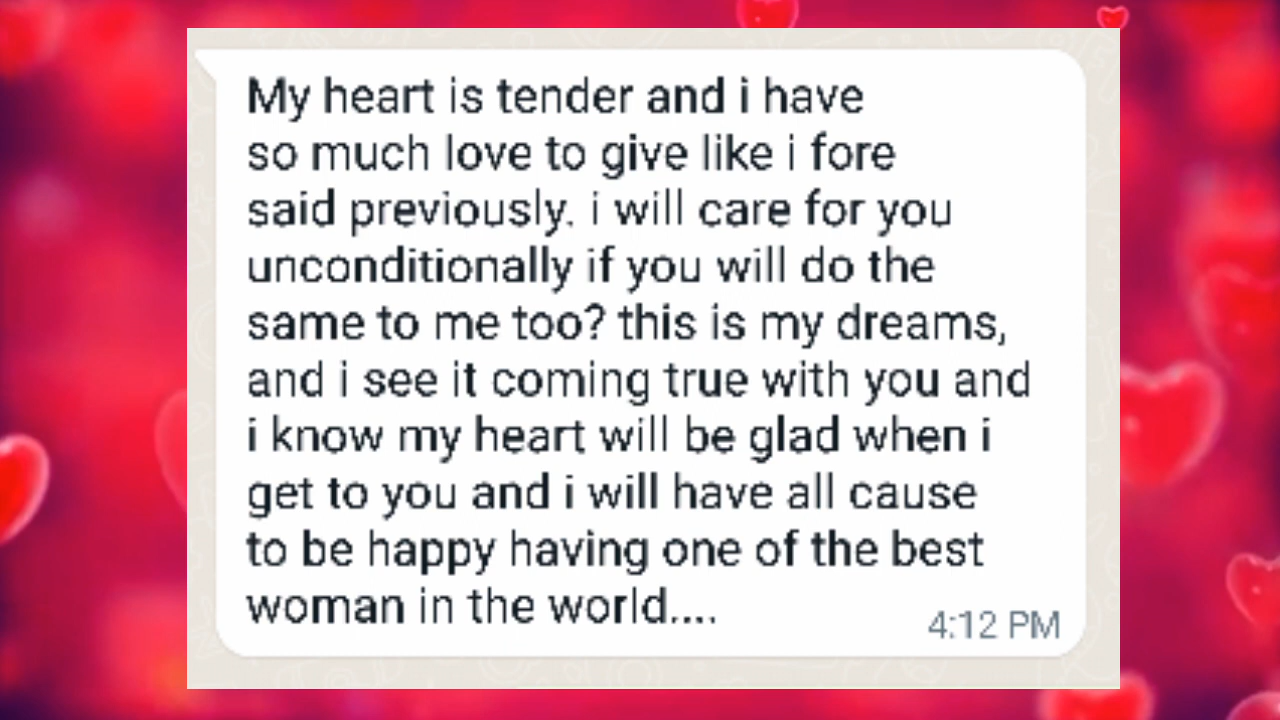 My heart is tender and i have
so much love to give like i fore
said previously. i will care for you
unconditionally if you will do the
same to me too? this is my dreams,
and i see it coming true with you and
i know my heart will be glad when i
get to you and i will have all cause
to be happy having one of the best
woman in the world....
4:12 PM